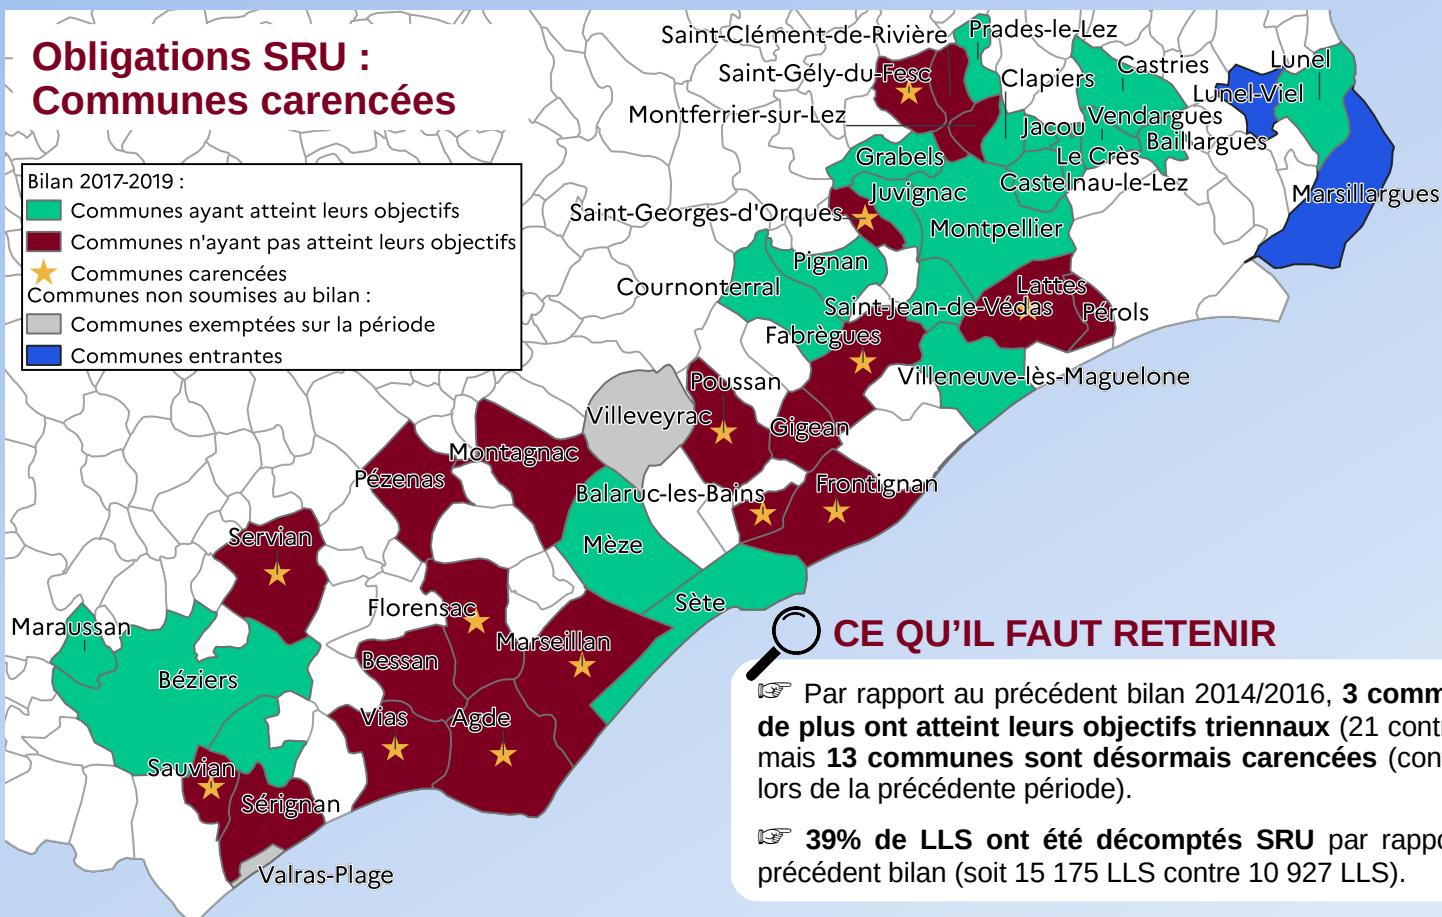 Obligations SRU :
Communes carencées
Bilan 2017-2019 :
Communes ayant atteint leurs objectifs
Communes n'ayant pas atteint leurs objectifs
Communes carencées
Communes non soumises au bilan :
Communes exemptées sur la période
Communes entrantes
Saint-Clément-de-Rivière
Prades-le-Lez
Saint-Gély-du-Fesc
Clapiers
Castries
Lunel
Lunel-Viel
Montferrier-sur-Lez
Jacou
Vendargues
Baillargues
Grabels
Le Crès
Juvignac
Castelnau-le-Lez
Marsillargues
Saint-Georges-d'Orques
Montpellier
Pignan
Cournonterral
Lattes
Saint-Jean-de-Védas
Pérols
Fabrègues
Villeneuve-lès-Maguelone
Poussan
Villeveyrac
Gigean
Montagnac
Pézenas
Balaruc-les-Bains
Frontignan
Servian
Mèze
Florensac
Sète
Maraussan
Marseillan
Bessan
Béziers
Vias
Agde
Sauvian
Sérignan
Valras-Plage
CE QU'IL FAUT RETENIR
☞ Par rapport au précédent bilan 2014/2016, 3 comm
de plus ont atteint leurs objectifs triennaux (21 contr
mais 13 communes sont désormais carencées (con
lors de la précédente période).
☞ 39% de LLS ont été décomptés SRU par rappo
précédent bilan (soit 15 175 LLS contre 10 927 LLS).